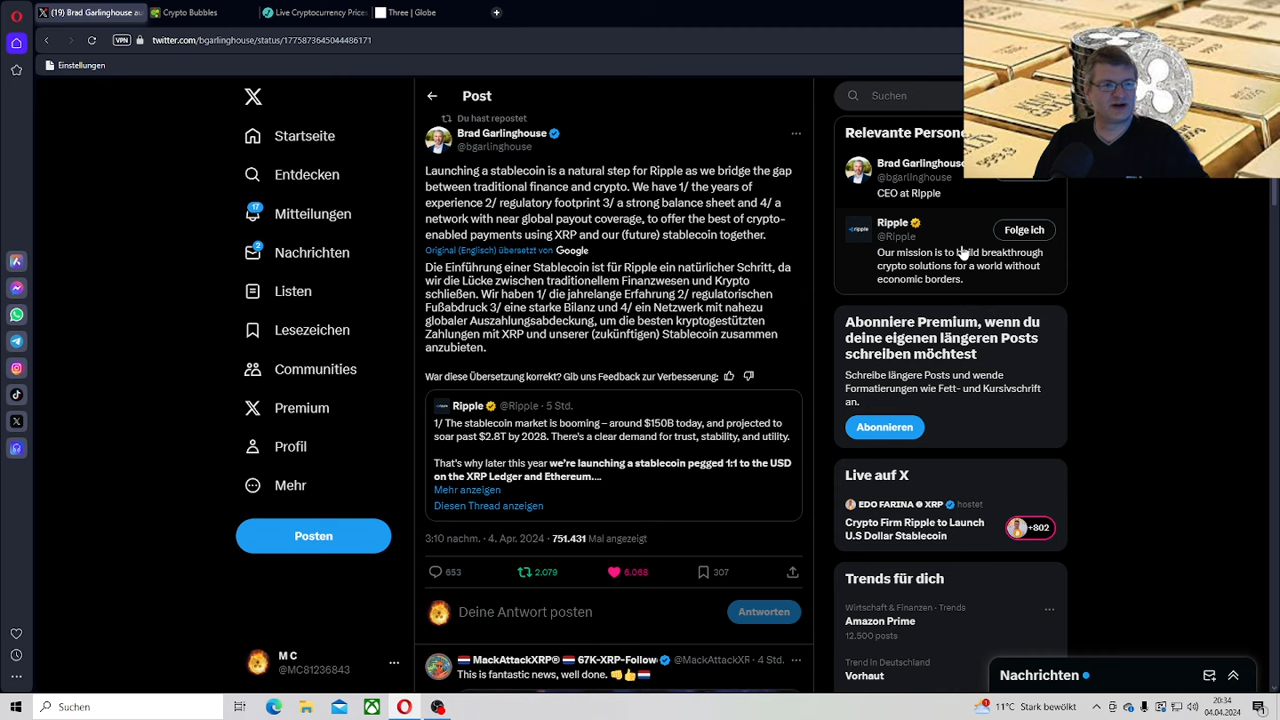 (19) Brad Garlinghouse au
Crypto Bubbles
Live Cryptocurrency Prices
Three | Globe
VPN
twitter.com/bgarlinghouse/status/1775873645044486171
Einstellungen
Startseite
Entdecken
17
Mitteilungen
2
Nachrichten
Listen
Lesezeichen
Communities
Premium
Profil
Mehr
Posten
M C
@MC81236843
Post
Du hast repostet
Brad Garlinghouse
@bgarlinghouse
Launching a stablecoin is a natural step for Ripple as we bridge the gap
between traditional finance and crypto. We have 1/ the years of
experience 2/ regulatory footprint 3/ a strong balance sheet and 4/ a
network with near global payout coverage, to offer the best of crypto-
enabled payments using XRP and our (future) stablecoin together.
Original (Englisch) übersetzt von Google
Die Einführung einer Stablecoin ist für Ripple ein natürlicher Schritt, da
wir die Lücke zwischen traditionellem Finanzwesen und Krypto
schließen. Wir haben 1/ die jahrelange Erfahrung 2/ regulatorischen
Fußabdruck 3/ eine starke Bilanz und 4/ ein Netzwerk mit nahezu
globaler Auszahlungsabdeckung, um die besten kryptogestützten
Zahlungen mit XRP und unserer (zukünftigen) Stablecoin zusammen
anzubieten.
War diese Übersetzung korrekt? Gib uns Feedback zur Verbesserung:
Ripple @Ripple · 5 Std.
1/ The stablecoin market is booming – around $150B today, and projected to
soar past $2.8T by 2028. There's a clear demand for trust, stability, and utility.
That's why later this year we're launching a stablecoin pegged 1:1 to the USD
on the XRP Ledger and Ethereum....
Mehr anzeigen
Diesen Thread anzeigen
3:10 nachm. · 4. Apr. 2024 · 751.431 Mal angezeigt
653
2.079
6.068
307
Deine Antwort posten
Antworten
MackAttackXRP® 67K-XRP-Follow @MackAttackXR · 4 Std.
This is fantastic news, well done.
Suchen
Relevante Persone
Brad Garlinghouse
@bgarlinghouse
CEO at Ripple
Ripple
@Ripple
Folge ich
Our mission is to build breakthrough
crypto solutions for a world without
economic borders.
Abonniere Premium, wenn du
deine eigenen längeren Posts
schreiben möchtest
Schreibe längere Posts und wende
Formatierungen wie Fett- und Kursivschrift
an.
Abonnieren
Live auf X
EDO FARINA XRP hostet
Crypto Firm Ripple to Launch
U.S Dollar Stablecoin
+802
Trends für dich
Wirtschaft & Finanzen · Trends
Amazon Prime
12.500 posts
Trend in Deutschland
Vorhaut
Nachrichten
Suchen
11°C Stark bewölkt
20:34
04.04.2024